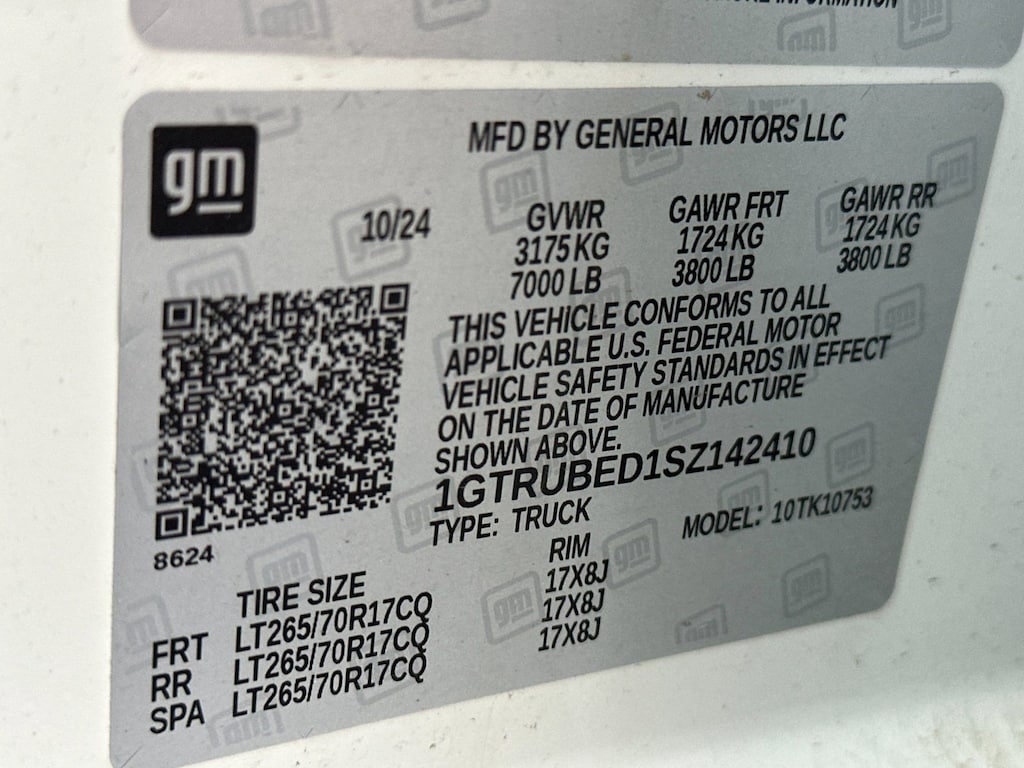 gm
MFD BY GENERAL MOTORS LLC
10/24
GVWR
3175 KG
7000 LB
GAWR FRT
1724 KG
3800 LB
GAWR RR
1724 KG
3800 LB
THIS VEHICLE CONFORMS TO ALL
APPLICABLE U.S. FEDERAL MOTOR
VEHICLE SAFETY STANDARDS IN EFFECT
ON THE DATE OF MANUFACTURE
SHOWN ABOVE.
1GTRUBED1SZ142410
TYPE: TRUCK
MODEL: 10TK10753
8624
TIRE SIZE
RIM
FRT LT265/70R17CQ 17X8J
RR LT265/70R17CQ 17X8J
SPA LT265/70R17CQ 17X8J